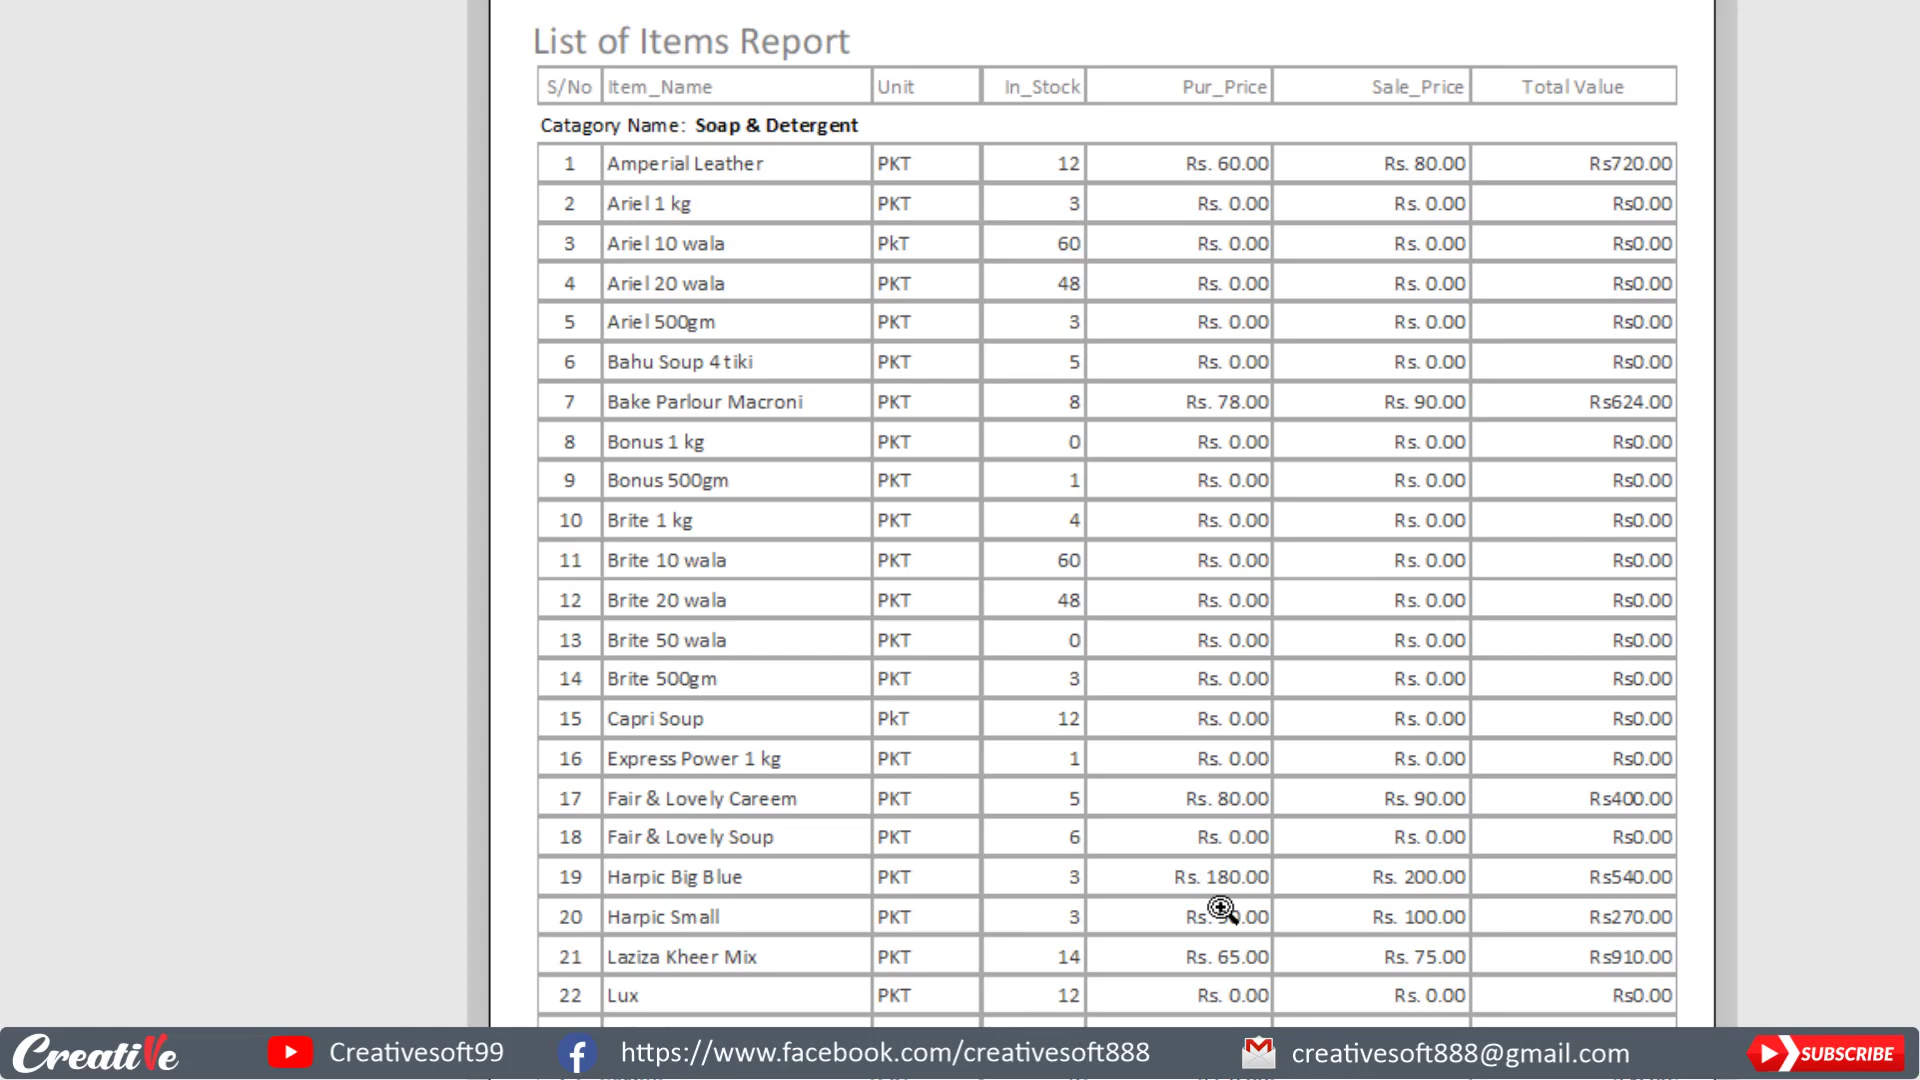 List of Items Report
S/No Item_Name Unit In_Stock Pur_Price Sale_Price Total Value
Catagory Name: Soap & Detergent
1 Amperial Leather PKT 12 Rs. 60.00 Rs. 80.00 Rs720.00
2 Ariel 1 kg PKT 3 Rs. 0.00 Rs. 0.00 Rs0.00
3 Ariel 10 wala PkT 60 Rs. 0.00 Rs. 0.00 Rs0.00
4 Ariel 20 wala PKT 48 Rs. 0.00 Rs. 0.00 Rs0.00
5 Ariel 500gm PKT 3 Rs. 0.00 Rs. 0.00 Rs0.00
6 Bahu Soup 4 tiki PKT 5 Rs. 0.00 Rs. 0.00 Rs0.00
7 Bake Parlour Macroni PKT 8 Rs. 78.00 Rs. 90.00 Rs624.00
8 Bonus 1 kg PKT 0 Rs. 0.00 Rs. 0.00 Rs0.00
9 Bonus 500gm PKT 1 Rs. 0.00 Rs. 0.00 Rs0.00
10 Brite 1 kg PKT 4 Rs. 0.00 Rs. 0.00 Rs0.00
11 Brite 10 wala PKT 60 Rs. 0.00 Rs. 0.00 Rs0.00
12 Brite 20 wala PKT 48 Rs. 0.00 Rs. 0.00 Rs0.00
13 Brite 50 wala PKT 0 Rs. 0.00 Rs. 0.00 Rs0.00
14 Brite 500gm PKT 3 Rs. 0.00 Rs. 0.00 Rs0.00
15 Capri Soup PkT 12 Rs. 0.00 Rs. 0.00 Rs0.00
16 Express Power 1 kg PKT 1 Rs. 0.00 Rs. 0.00 Rs0.00
17 Fair & Lovely Careem PKT 5 Rs. 80.00 Rs. 90.00 Rs400.00
18 Fair & Lovely Soup PKT 6 Rs. 0.00 Rs. 0.00 Rs0.00
19 Harpic Big Blue PKT 3 Rs. 180.00 Rs. 200.00 Rs540.00
20 Harpic Small PKT 3 Rs. Rs. 100.00 Rs270.00
21 Laziza Kheer Mix PKT 14 Rs. 65.00 Rs. 75.00 Rs910.00
22 Lux PKT 12 Rs. 0.00 Rs. 0.00 Rs0.00
Creative Creativesoft99 https://www.facebook.com/creativesoft888 creativesoft888@gmail.com SUBSCRIBE